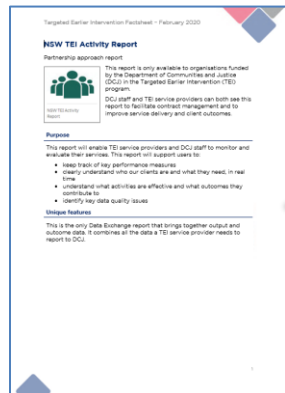 Targeted Earlier Intervention Factsheet – February 2020
NSW TEI Activity Report
Partnership approach report
This report is only available to organisations funded
by the Department of Communities and Justice
(DCJ) in the Targeted Earlier Intervention (TEI)
program.
DCJ staff and TEI service providers can both see this
report to facilitate contract management and to
improve service delivery and client outcomes.
NSW TEI Activity
Report
Purpose
This report will enable TEI service providers and DCJ staff to monitor and
evaluate their services. This report will support users to:
• keep track of key performance measures
• clearly understand who our clients are and what they need, in real
time
• understand what activities are effective and what outcomes they
contribute to
• identify key data quality issues
Unique features
This is the only Data Exchange report that brings together output and
outcome data. It combines all the data a TEI service provider needs to
report to DCJ.
1